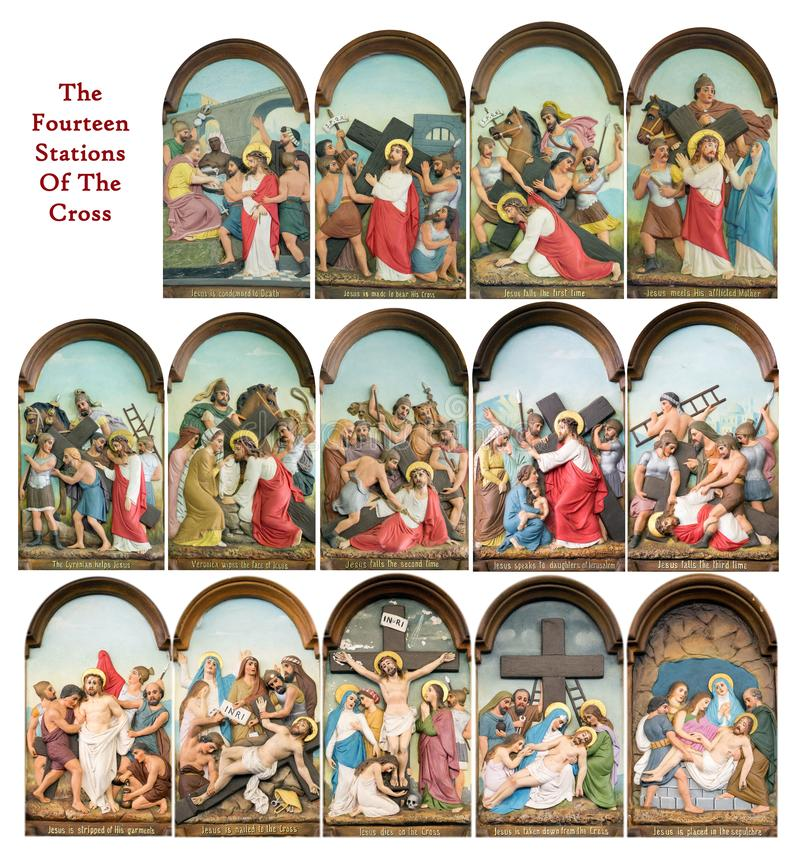 The
Fourteen
Stations
Of The
Cross
Jesus is condemned to Death
Jesus is made to bear His Cross
Jesus falls the first time
Jesus meets His afflicted Mother
The Cyrenian helps Jesus
Veronica wipes the face of Jesus
Jesus falls the second time
Jesus speaks to daughters of Jerusalem
Jesus falls the third time
INRI
INRI
Jesus is stripped of His garments
Jesus is nailed to the Cross
Jesus dies on the Cross
Jesus is taken down from the Cross
Jesus is placed in the sepulchre